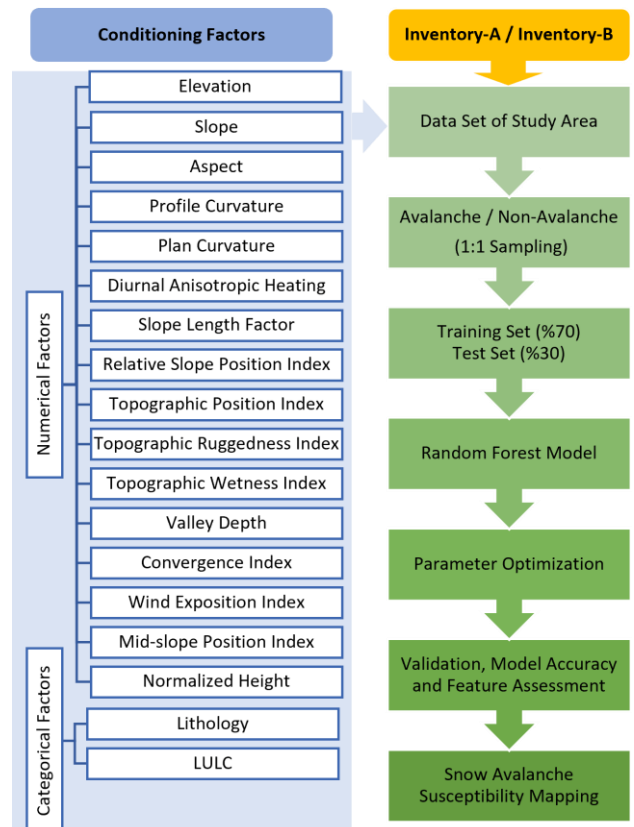 Conditioning Factors
Numerical Factors
Elevation
Slope
Aspect
Profile Curvature
Plan Curvature
Diurnal Anisotropic Heating
Slope Length Factor
Relative Slope Position Index
Topographic Position Index
Topographic Ruggedness Index
Topographic Wetness Index
Valley Depth
Convergence Index
Wind Exposition Index
Mid-slope Position Index
Normalized Height
Categorical Factors
Lithology
LULC
Inventory-A / Inventory-B
Data Set of Study Area
Avalanche / Non-Avalanche
(1:1 Sampling)
Training Set (%70)
Test Set (%30)
Random Forest Model
Parameter Optimization
Validation, Model Accuracy
and Feature Assessment
Snow Avalanche
Susceptibility Mapping